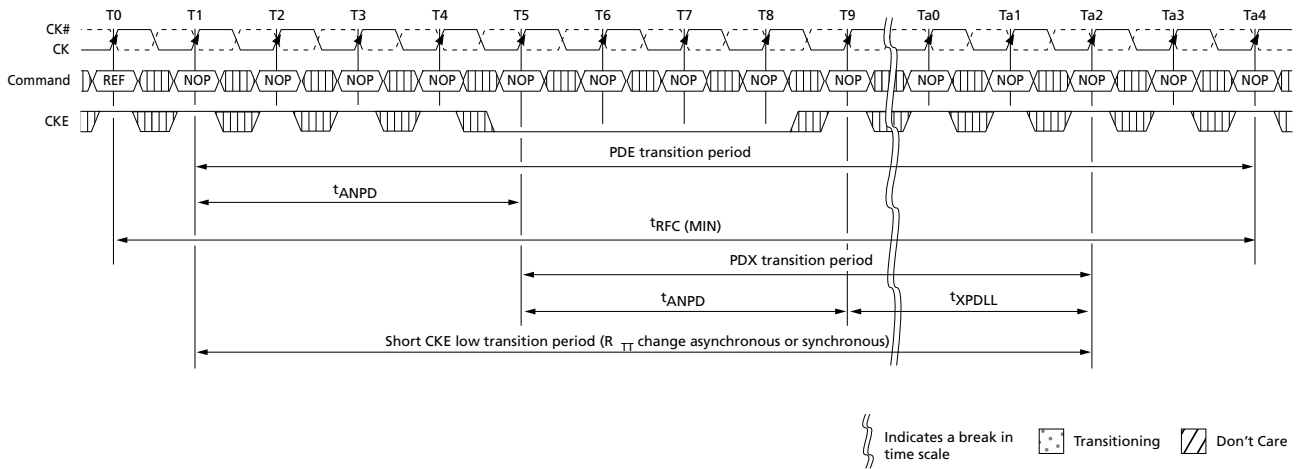 T0 T1 T2 T3 T4 T5 T6 T7 T8 T9 Ta0 Ta1 Ta2 Ta3 Ta4
CK#
CK
Command REF NOP NOP NOP NOP NOP NOP NOP NOP NOP NOP NOP NOP NOP NOP
CKE
PDE transition period
tANPD
tRFC (MIN)
PDX transition period
tANPD tXPDLL
Short CKE low transition period (R TT change asynchronous or synchronous)
Indicates a break in
time scale
Transitioning
Don't Care